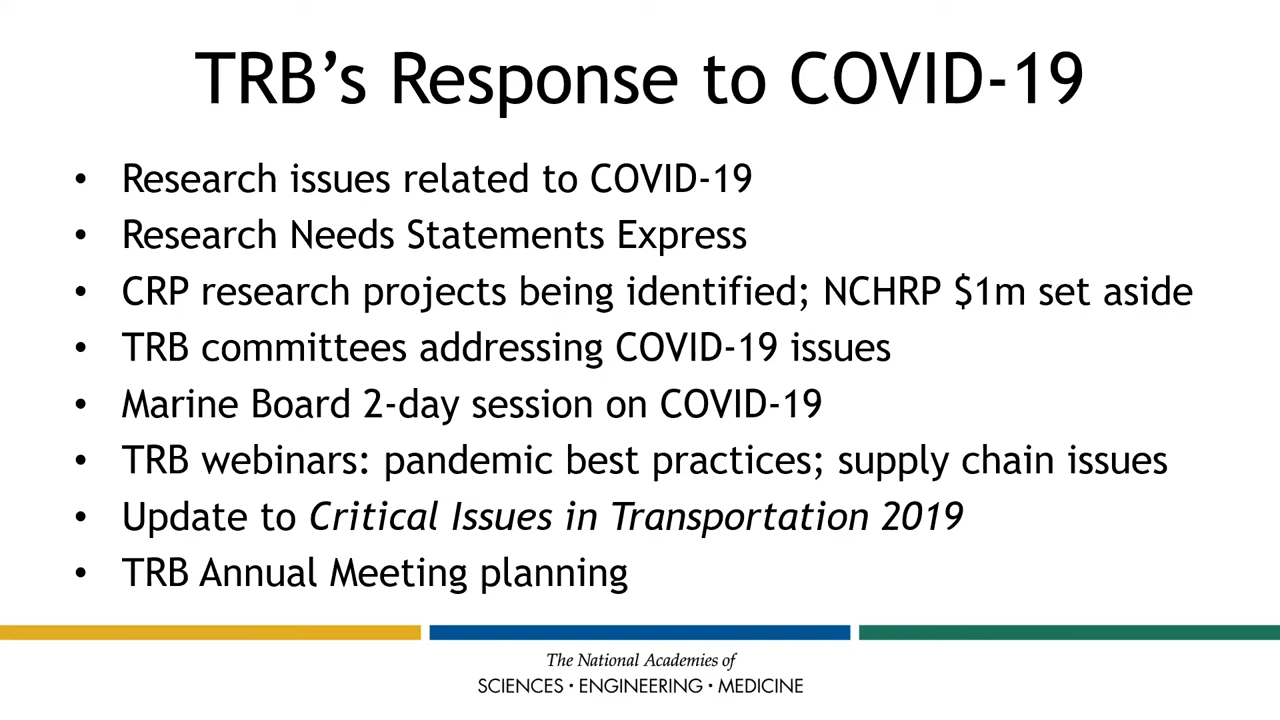 TRB’s Response to COVID-19
• Research issues related to COVID-19
• Research Needs Statements Express
• CRP research projects being identified; NCHRP $1m set aside
• TRB committees addressing COVID-19 issues
• Marine Board 2-day session on COVID-19
• TRB webinars: pandemic best practices; supply chain issues
• Update to Critical Issues in Transportation 2019
• TRB Annual Meeting planning
The National Academies of
SCIENCES · ENGINEERING · MEDICINE